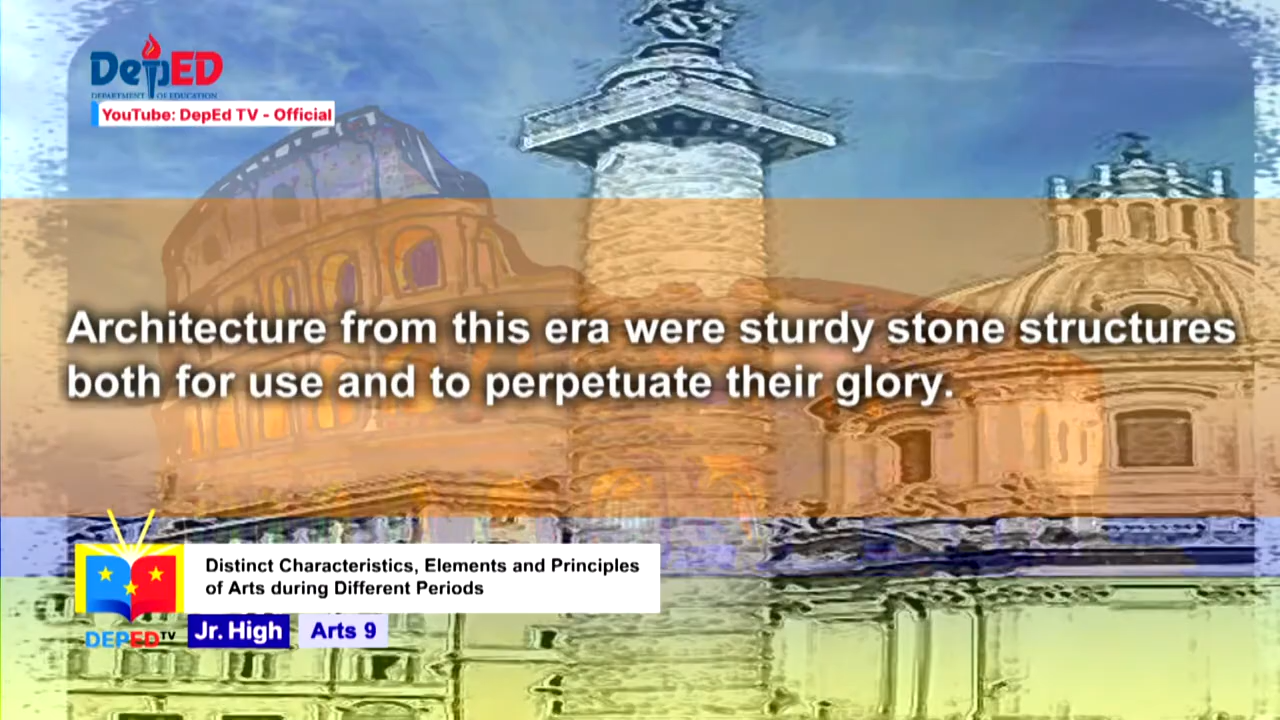 DepED
DEPARTMENT OF EDUCATION
YouTube: DepEd TV - Official
Architecture from this era were sturdy stone structures
both for use and to perpetuate their glory.
Distinct Characteristics, Elements and Principles
of Arts during Different Periods
DEPED TV
Jr. High
Arts 9